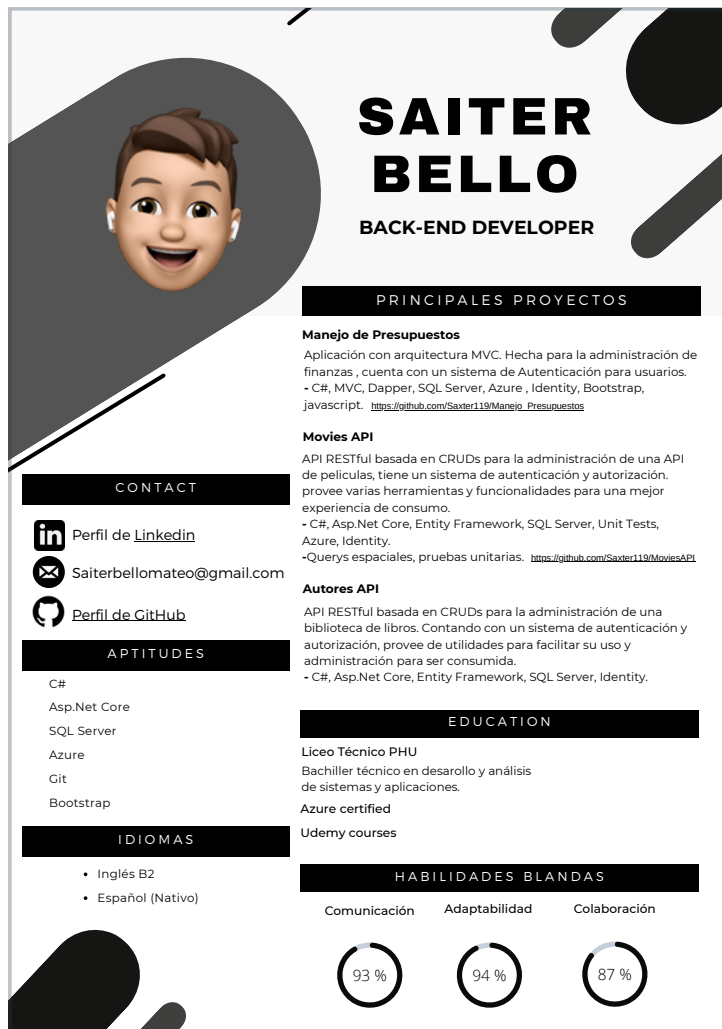 SAITER
BELLO
BACK-END DEVELOPER
PRINCIPALES PROYECTOS
Manejo de Presupuestos
Aplicación con arquitectura MVC. Hecha para la administración de
finanzas , cuenta con un sistema de Autenticación para usuarios.
- C#, MVC, Dapper, SQL Server, Azure , Identity, Bootstrap,
javascript. https://github.com/Saxter119/Manejo_Presupuestos
Movies API
API RESTful basada en CRUDs para la administración de una API
de peliculas, tiene un sistema de autenticación y autorización.
provee varias herramientas y funcionalidades para una mejor
experiencia de consumo.
- C#, Asp.Net Core, Entity Framework, SQL Server, Unit Tests,
Azure, Identity.
-Querys espaciales, pruebas unitarias. https://github.com/Saxter119/MoviesAPI
Autores API
API RESTful basada en CRUDs para la administración de una
biblioteca de libros. Contando con un sistema de autenticación y
autorización, provee de utilidades para facilitar su uso y
administración para ser consumida.
- C#, Asp.Net Core, Entity Framework, SQL Server, Identity.
CONTACT
in
Perfil de Linkedin
Saiterbellomateo@gmail.com
Perfil de GitHub
APTITUDES
C#
Asp.Net Core
SQL Server
Azure
Git
Bootstrap
IDIOMAS
• Inglés B2
• Español (Nativo)
EDUCATION
Liceo Técnico PHU
Bachiller técnico en desarollo y análisis
de sistemas y aplicaciones.
Azure certified
Udemy courses
HABILIDADES BLANDAS
Comunicación Adaptabilidad Colaboración
93 % 94 % 87 %